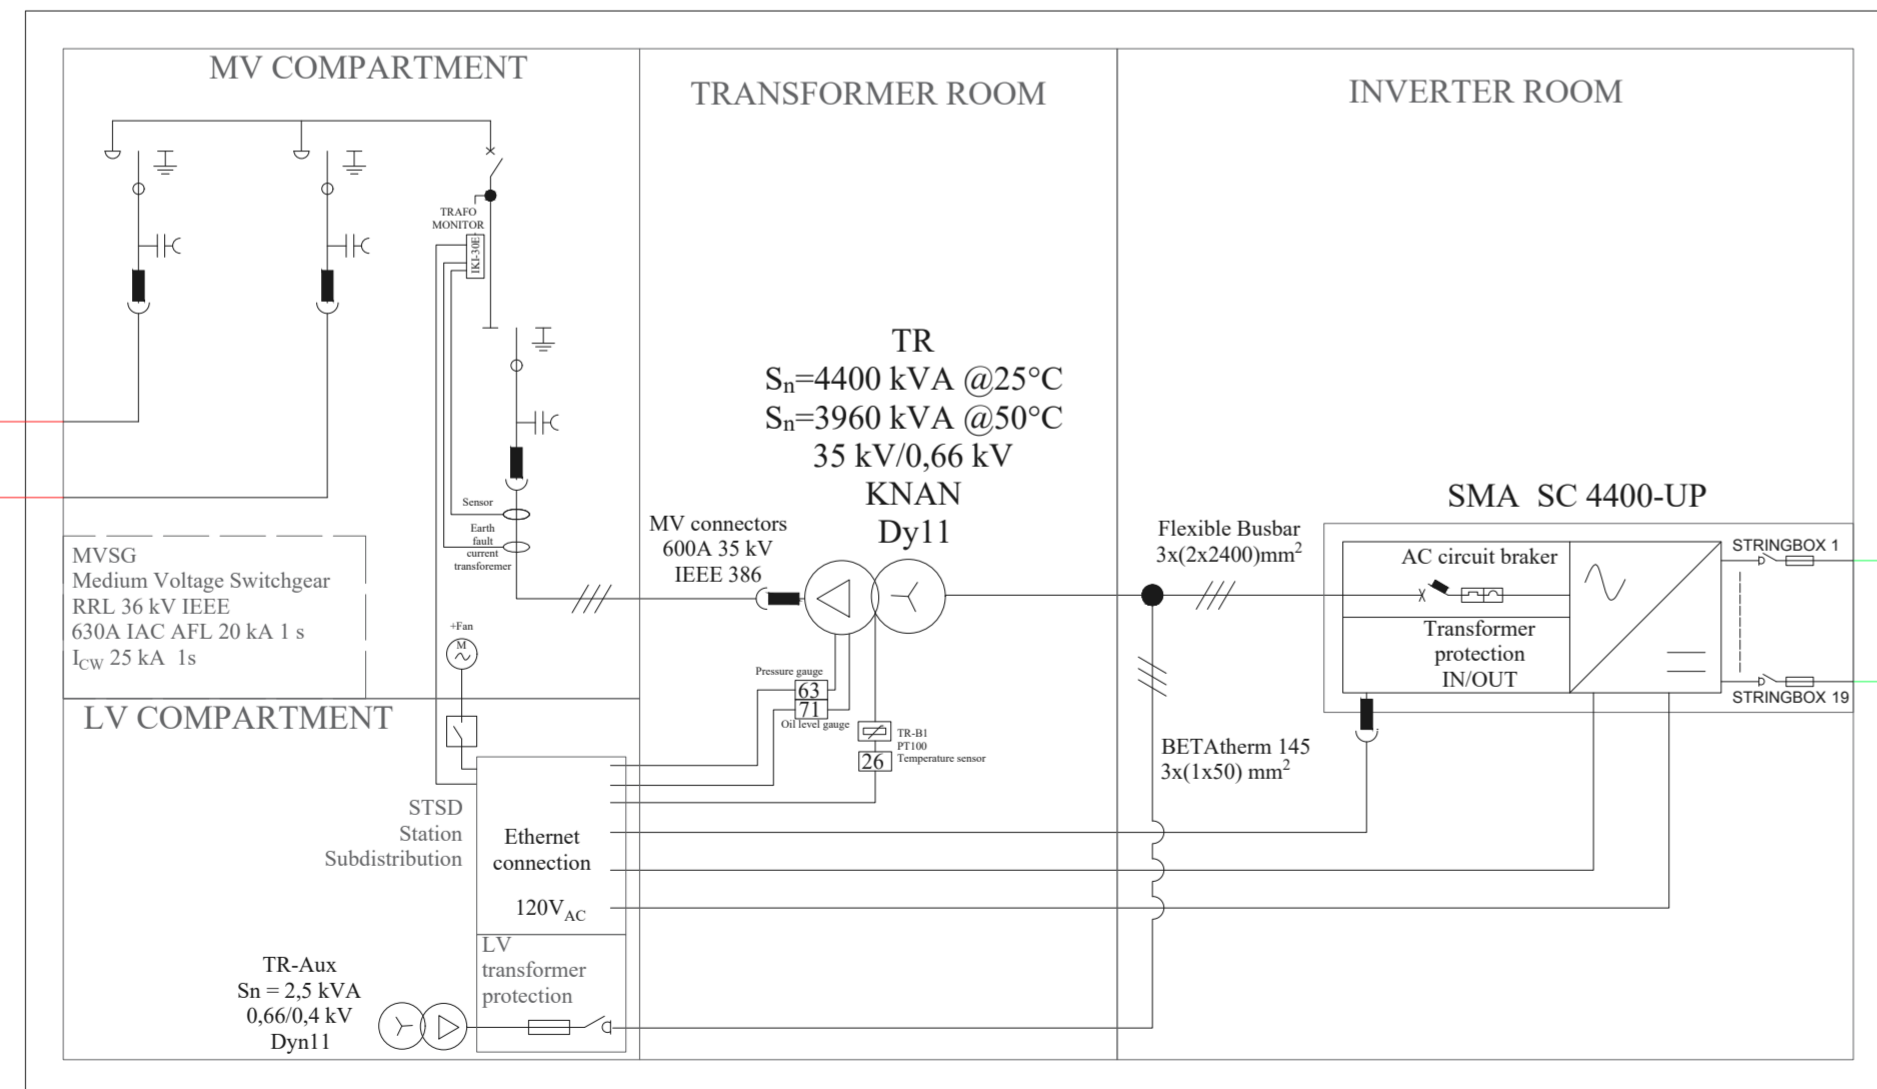 MV COMPARTMENT
TRANSFORMER ROOM
INVERTER ROOM
TRAFO
MONITOR
IKI-30E
Sensor
Earth
fault
current
transforemer
MVSG
Medium Voltage Switchgear
RRL 36 kV IEEE
630A IAC AFL 20 kA 1 s
I_CW 25 kA 1s
+Fan
M
TR
Sₙ=4400 kVA @25°C
Sₙ=3960 kVA @50°C
35 kV/0,66 kV
KNAN
Dy11
MV connectors
600A 35 kV
IEEE 386
Pressure gauge
63
71
Oil level gauge
TR-B1
PT100
Temperature sensor
26
Flexible Busbar
3x(2x2400)mm²
BETAtherm 145
3x(1x50) mm²
SMA SC 4400-UP
AC circuit braker
Transformer
protection
IN/OUT
STRINGBOX 1
STRINGBOX 19
LV COMPARTMENT
STSD
Station
Subdistribution
Ethernet
connection
120V_AC
LV
transformer
protection
TR-Aux
Sn = 2,5 kVA
0,66/0,4 kV
Dyn11